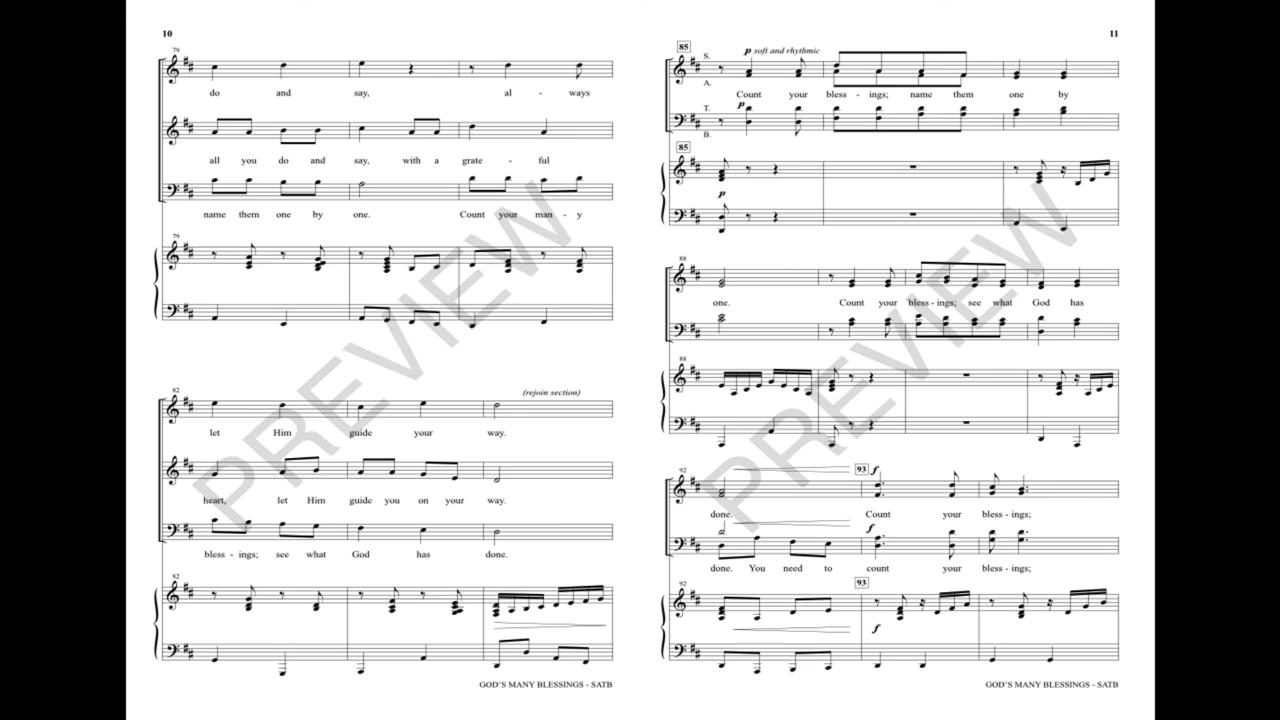 10
79
do and say, al - ways
all you do and say, with a grate - ful
name them one by one. Count your man - y
79
82
(rejoin section)
let Him guide your way.
heart, let Him guide you on your way.
bless - ings; see what God has done.
82
GOD'S MANY BLESSINGS - SATB
PREVIEW
11
85
p soft and rhythmic
S.
A.
Count your bless - ings; name them one by
p
T.
B.
85
p
88
one. Count your bless - ings; see what God has
88
92
93
f
done. Count your bless - ings;
f
done. You need to count your bless - ings;
92
93
f
GOD'S MANY BLESSINGS - SATB
PREVIEW